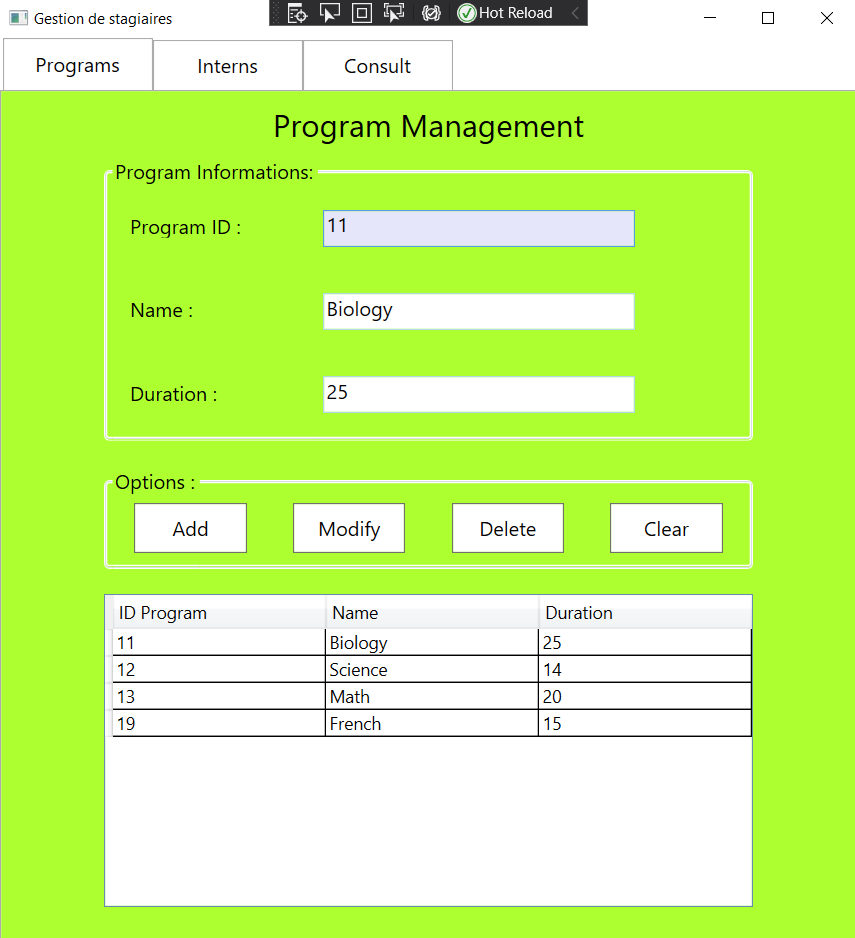 Gestion de stagiaires
Hot Reload
Programs Interns Consult
Program Management
Program Informations:
Program ID : 11
Name : Biology
Duration : 25
Options :
Add Modify Delete Clear
ID Program Name Duration
11 Biology 25
12 Science 14
13 Math 20
19 French 15